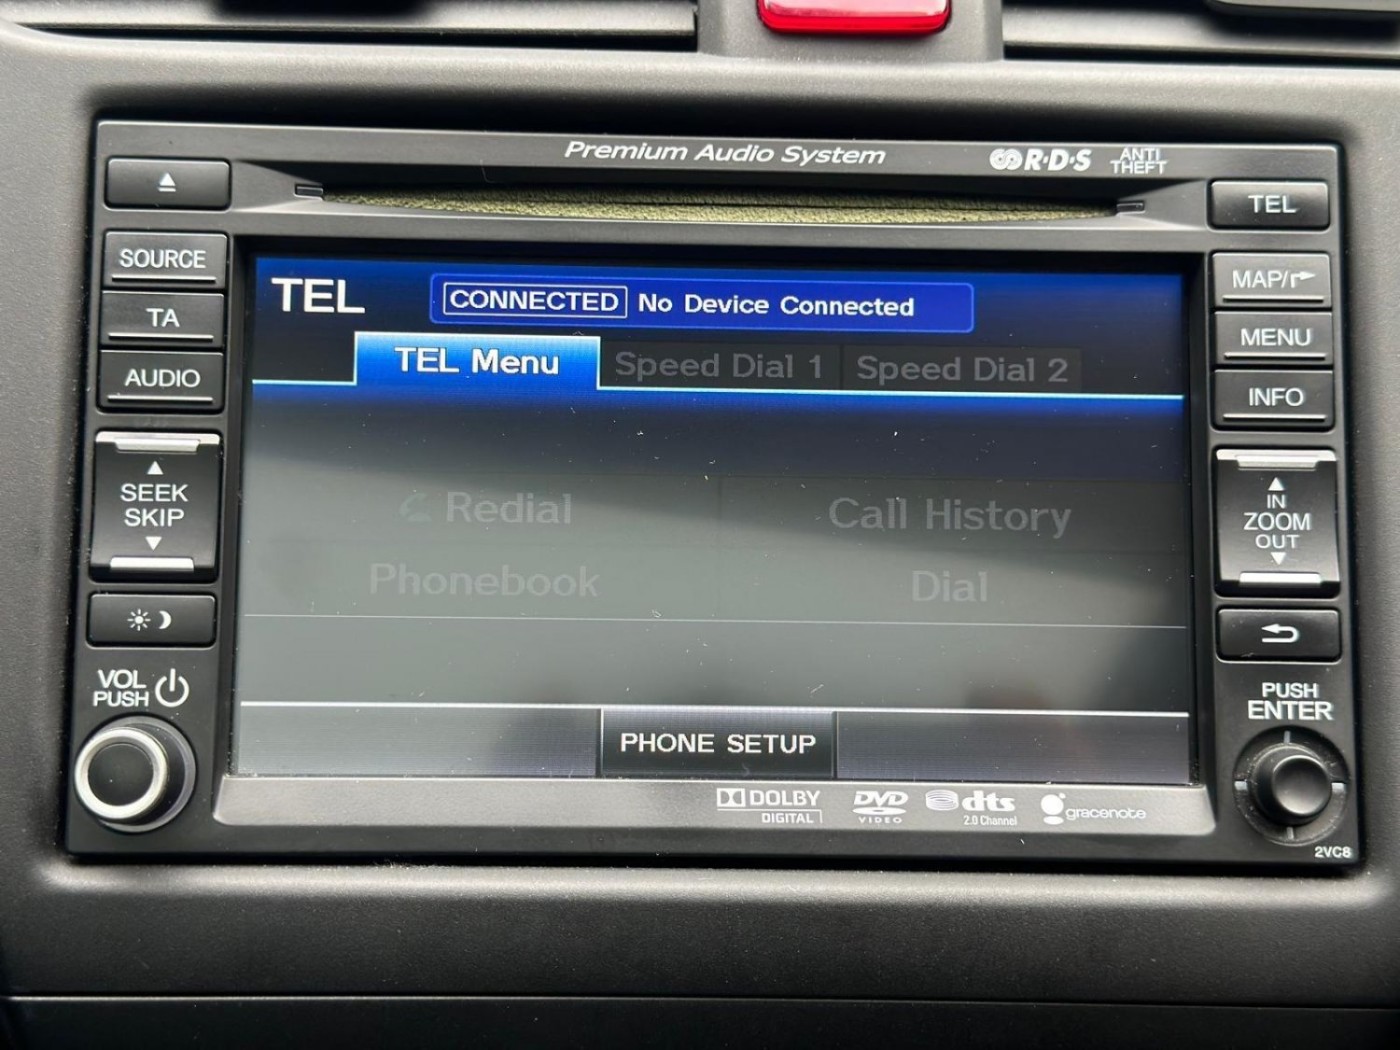 Premium Audio System
R·D·S
ANTI
THEFT
TEL
SOURCE
TA
AUDIO
SEEK
SKIP
VOL
PUSH
MAP/
MENU
INFO
IN
ZOOM
OUT
PUSH
ENTER
2VC8
TEL
CONNECTED No Device Connected
TEL Menu Speed Dial 1 Speed Dial 2
Redial Call History
Phonebook Dial
PHONE SETUP
DOLBY
DIGITAL
DVD
VIDEO
dts
2.0 Channel
gracenote